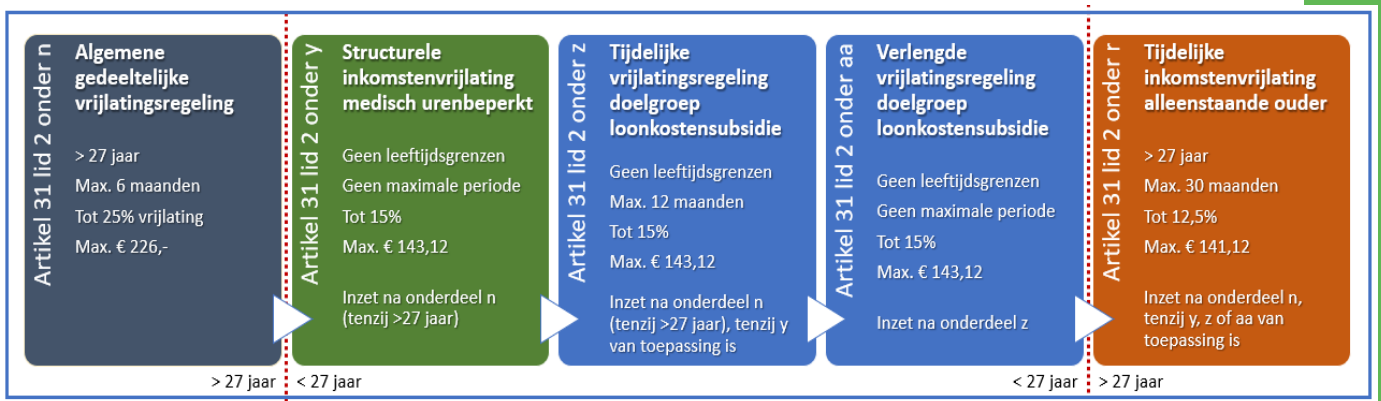 Artikel 31 lid 2 onder n
Algemene
gedeeltelijke
vrijlatingsregeling
> 27 jaar
Max. 6 maanden
Tot 25% vrijlating
Max. € 226,-
Artikel 31 lid 2 onder y
Structurele
inkomstenvrijlating
medisch urenbeperkt
Geen leeftijdsgrenzen
Geen maximale periode
Tot 15%
Max. € 143,12
Inzet na onderdeel n
(tenzij >27 jaar)
Artikel 31 lid 2 onder z
Tijdelijke
vrijlatingsregeling
doelgroep
loonkostensubsidie
Geen leeftijdsgrenzen
Max. 12 maanden
Tot 15%
Max. € 143,12
Inzet na onderdeel n
(tenzij >27 jaar), tenzij y
van toepassing is
Artikel 31 lid 2 onder aa
Verlengde
vrijlatingsregeling
doelgroep
loonkostensubsidie
Geen leeftijdsgrenzen
Geen maximale periode
Tot 15%
Max. € 143,12
Inzet na onderdeel z
Artikel 31 lid 2 onder r
Tijdelijke
inkomstenvrijlating
alleenstaande ouder
> 27 jaar
Max. 30 maanden
Tot 12,5%
Max. € 141,12
Inzet na onderdeel n,
tenzij y, z of aa van
toepassing is
> 27 jaar
< 27 jaar
< 27 jaar
> 27 jaar